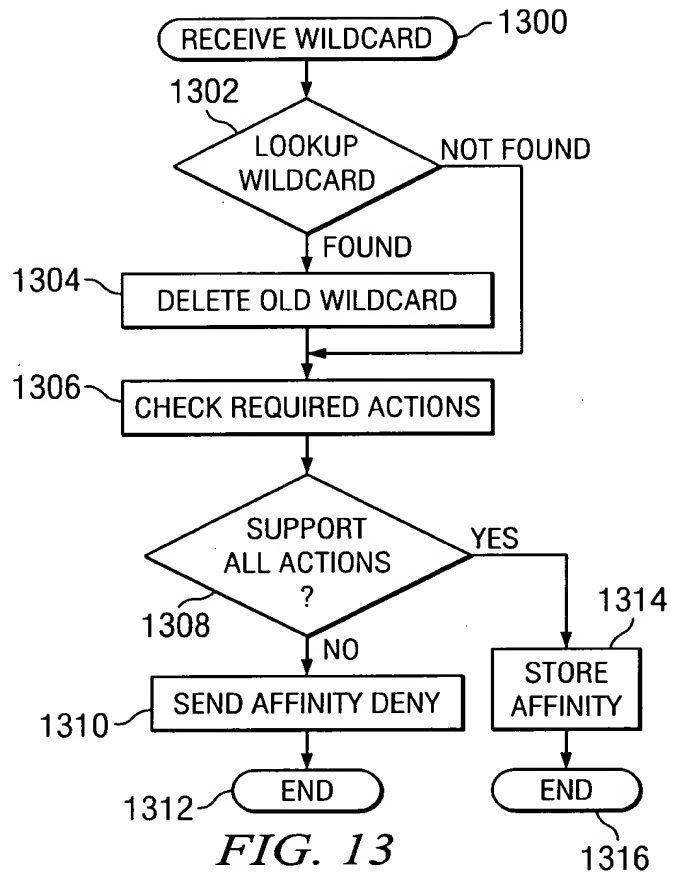 RECEIVE WILDCARD
1300
1302
LOOKUP
WILDCARD
NOT FOUND
FOUND
1304
DELETE OLD WILDCARD
1306
CHECK REQUIRED ACTIONS
SUPPORT
ALL ACTIONS
?
YES
1308
NO
1314
STORE
AFFINITY
1310
SEND AFFINITY DENY
1312
END
END
1316
FIG. 13